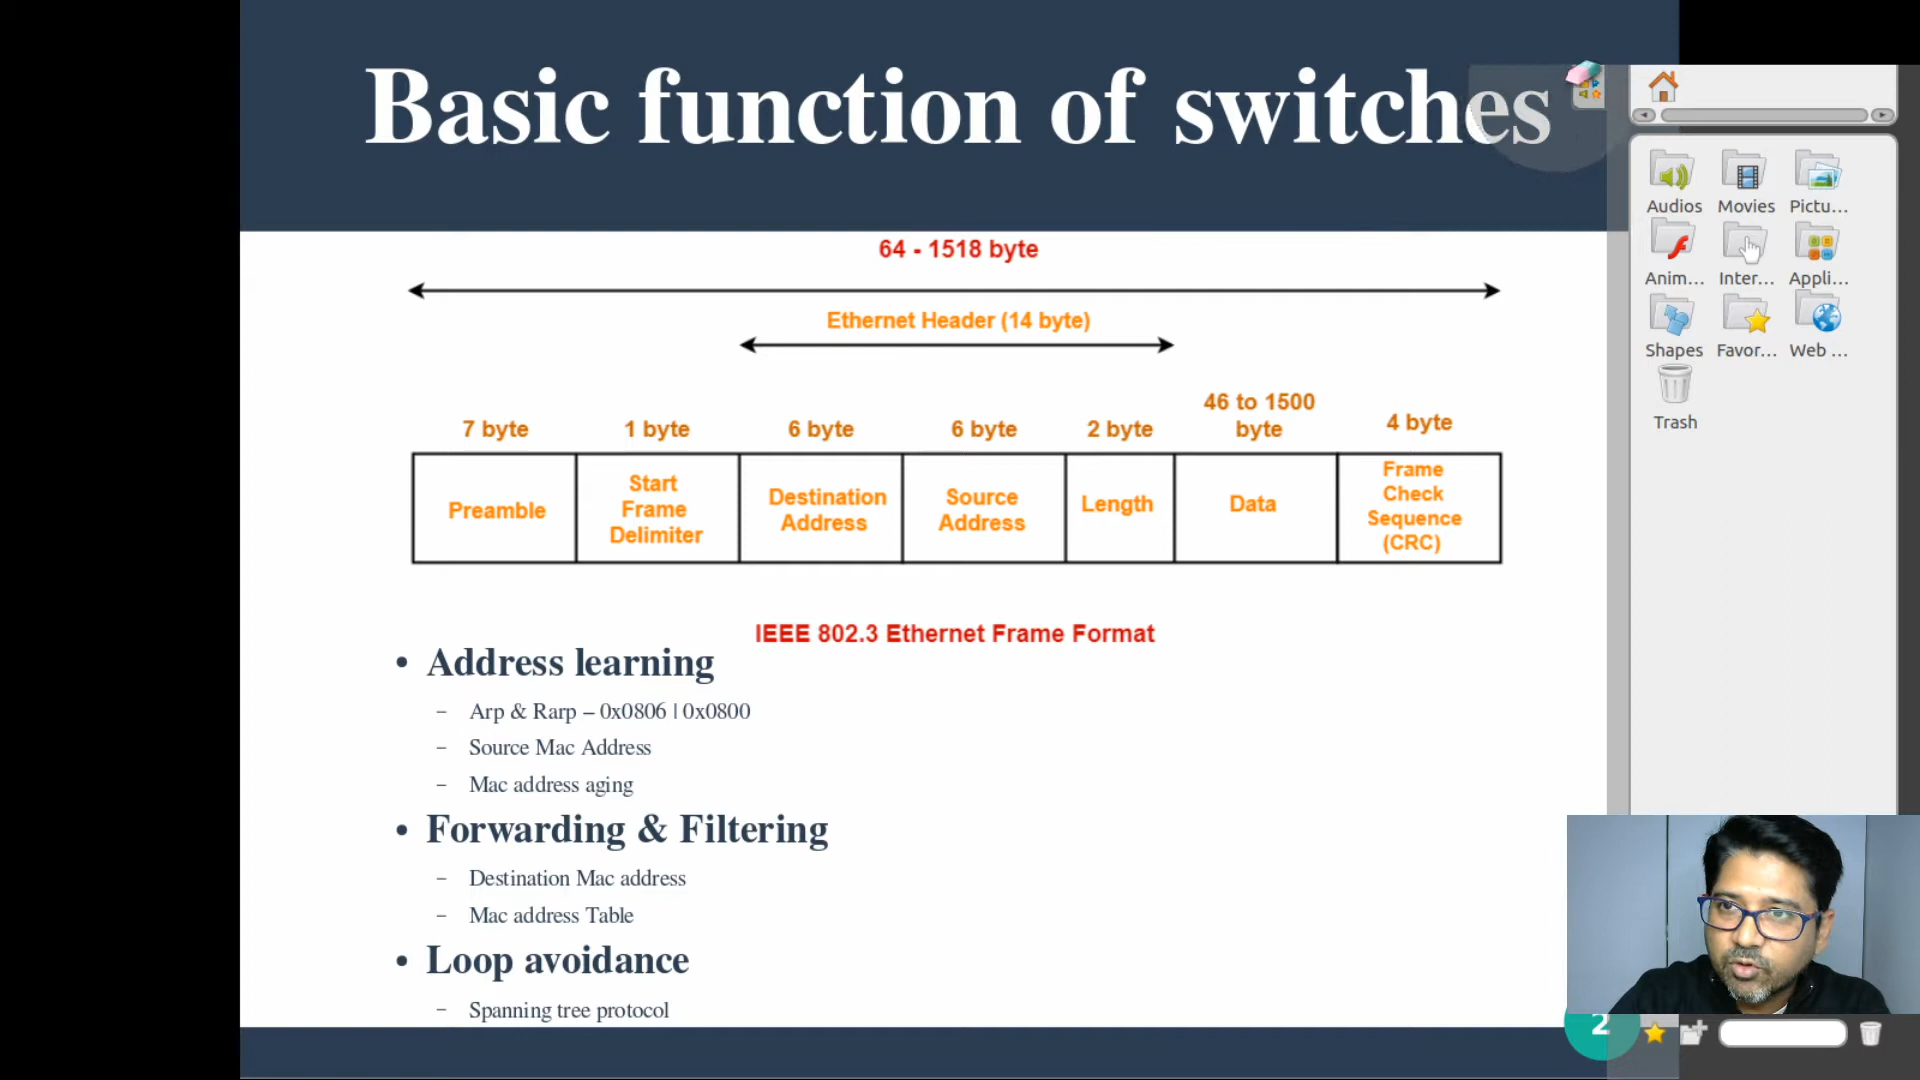 Basic function of switches
64 - 1518 byte
Ethernet Header (14 byte)
7 byte
1 byte
6 byte
6 byte
2 byte
46 to 1500
byte
4 byte
Preamble
Start
Frame
Delimiter
Destination
Address
Source
Address
Length
Data
Frame
Check
Sequence
(CRC)
IEEE 802.3 Ethernet Frame Format
• Address learning
– Arp & Rarp – 0x0806 | 0x0800
– Source Mac Address
– Mac address aging
• Forwarding & Filtering
– Destination Mac address
– Mac address Table
• Loop avoidance
– Spanning tree protocol
2
Audios
Movies
Pictu...
Anim...
Inter...
Appli...
Shapes
Favor...
Web ...
Trash